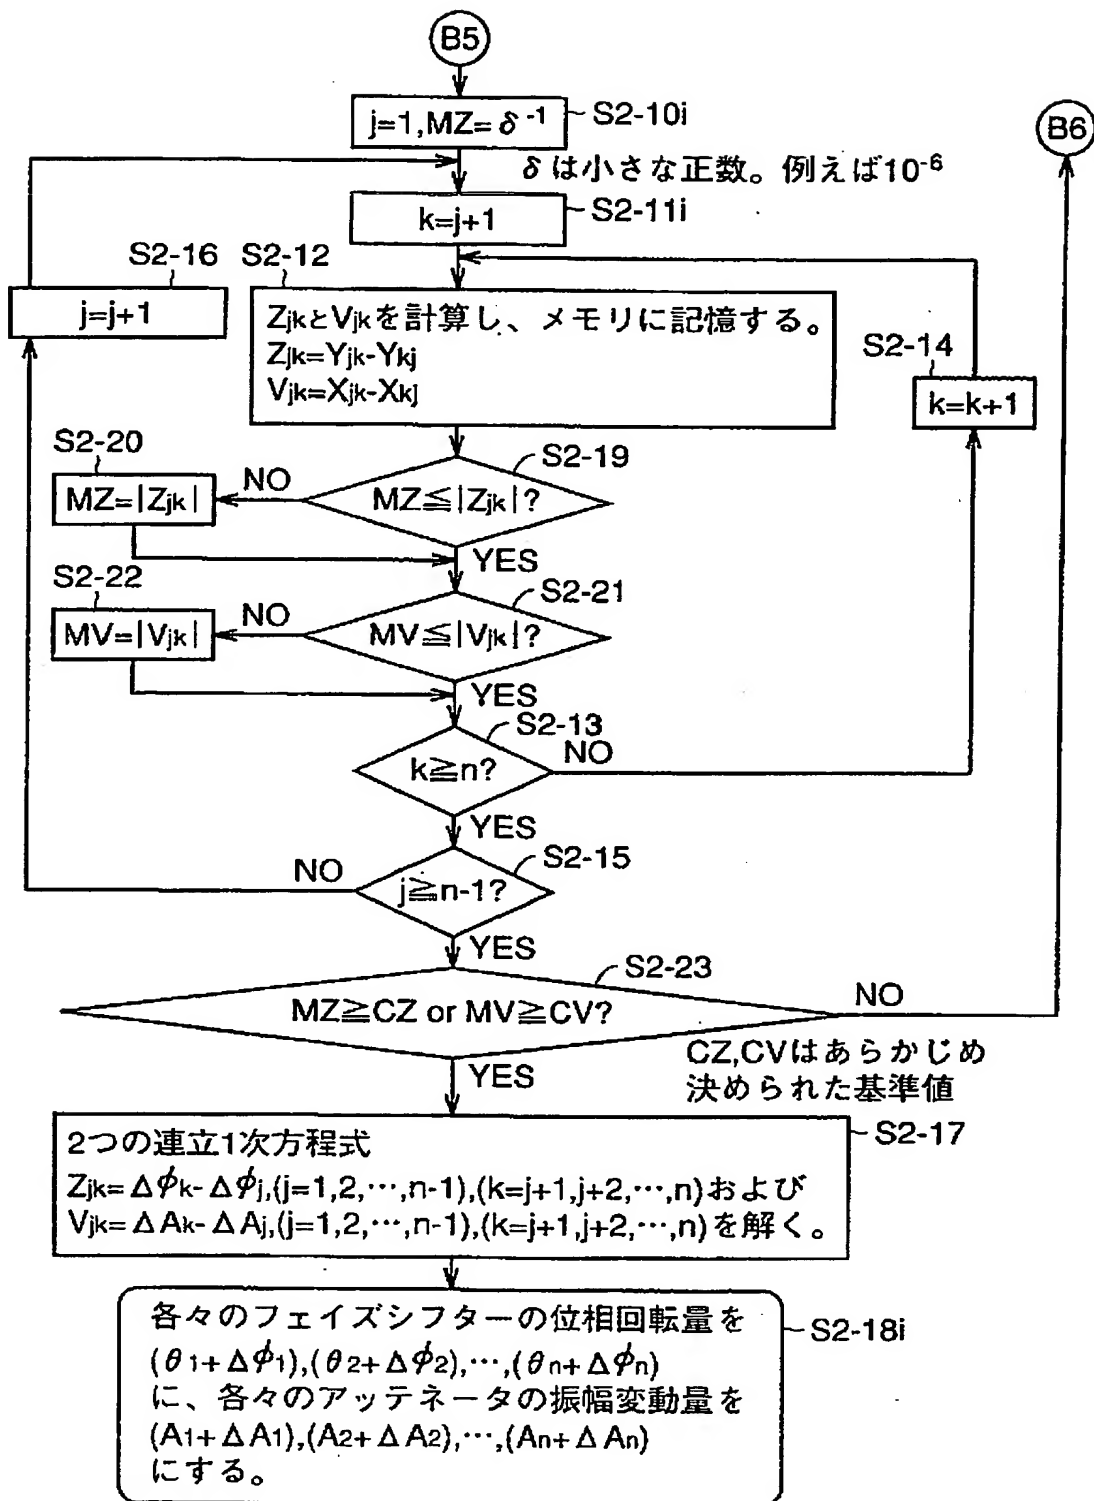 B5
j=1,MZ=δ⁻¹
S2-10i
B6
δは小さな正数。例えば10⁻⁶
k=j+1
S2-11i
S2-16
S2-12
j=j+1
ZjkとVjkを計算し、メモリに記憶する。
Zjk=Yjk-Ykj
Vjk=Xjk-Xkj
S2-14
k=k+1
S2-20
S2-19
NO
MZ=|Zjk|
MZ≦|Zjk|?
YES
S2-22
S2-21
NO
MV=|Vjk|
MV≦|Vjk|?
YES
S2-13
k≧n?
NO
YES
S2-15
NO
j≧n-1?
YES
S2-23
MZ≧CZ or MV≧CV?
NO
YES
CZ,CVはあらかじめ
決められた基準値
S2-17
2つの連立1次方程式
Zjk=Δϕk-Δϕj,(j=1,2,…,n-1),(k=j+1,j+2,…,n)および
Vjk=ΔAk-ΔAj,(j=1,2,…,n-1),(k=j+1,j+2,…,n)を解く。
各々のフェイズシフターの位相回転量を
(θ1+Δϕ1),(θ2+Δϕ2),…,(θn+Δϕn)
に、各々のアッテネータの振幅変動量を
(A1+ΔA1),(A2+ΔA2),…,(An+ΔAn)
にする。
S2-18i